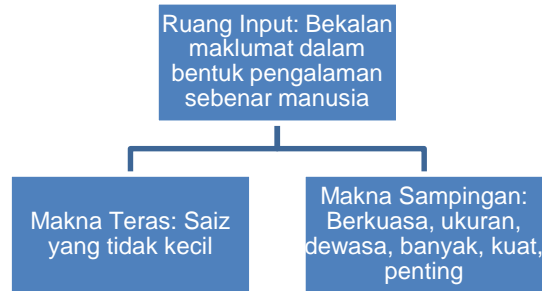 Ruang Input: Bekalan
maklumat dalam
bentuk pengalaman
sebenar manusia
Makna Teras: Saiz
yang tidak kecil
Makna Sampingan:
Berkuasa, ukuran,
dewasa, banyak, kuat,
penting